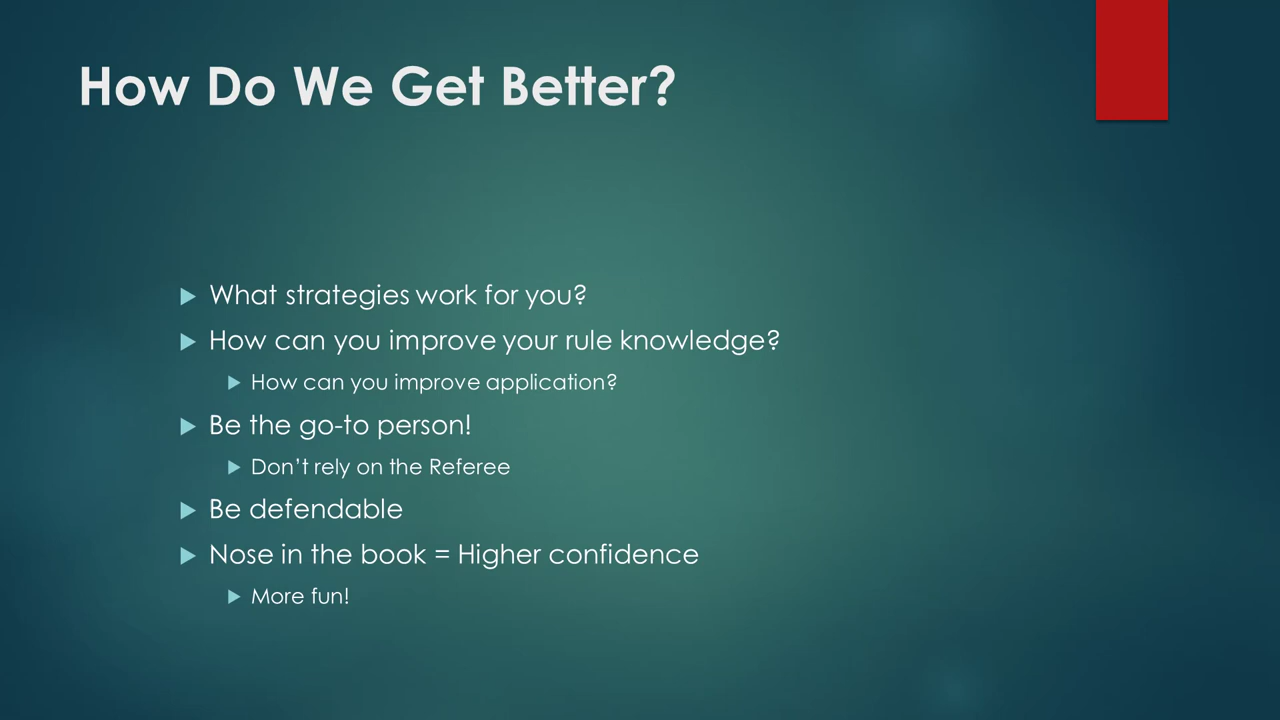 How Do We Get Better?
What strategies work for you?
How can you improve your rule knowledge?
How can you improve application?
Be the go-to person!
Don’t rely on the Referee
Be defendable
Nose in the book = Higher confidence
More fun!